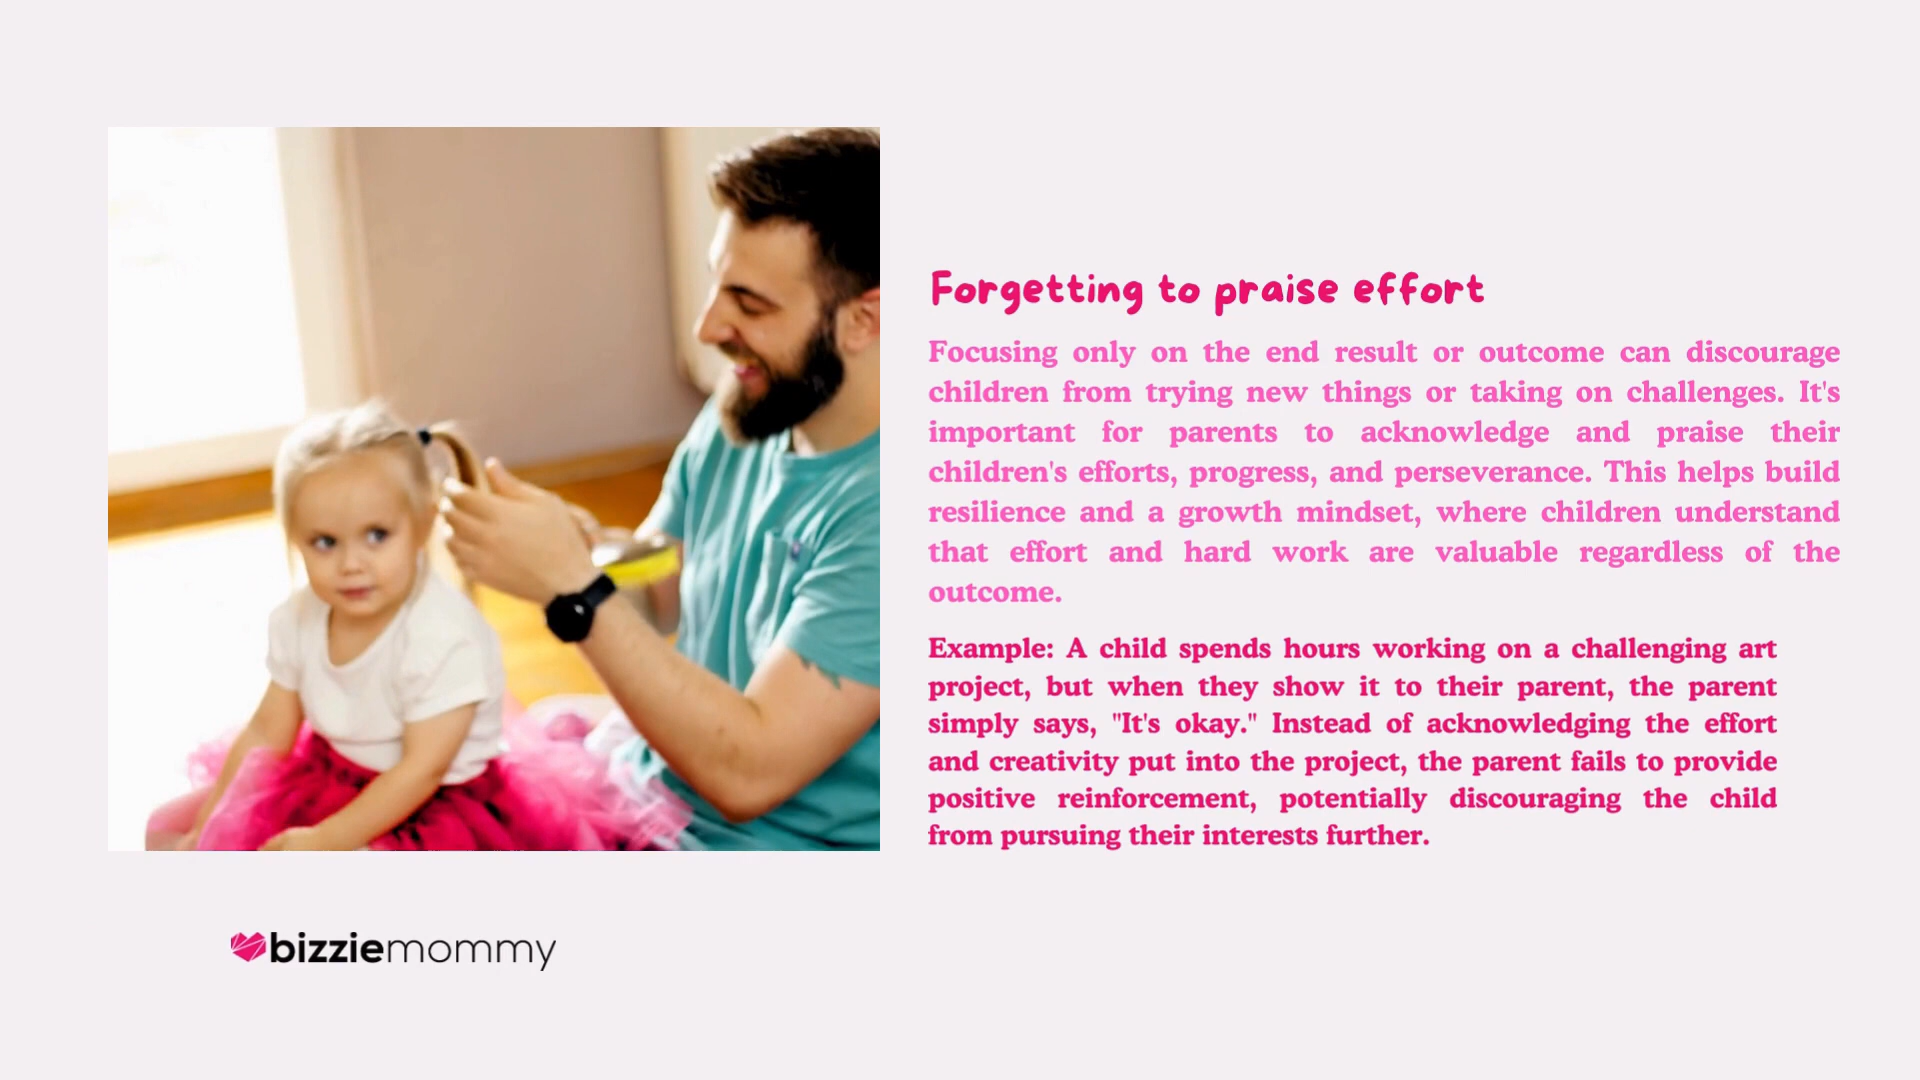 Forgetting to praise effort
Focusing only on the end result or outcome can discourage
children from trying new things or taking on challenges. It's
important for parents to acknowledge and praise their
children's efforts, progress, and perseverance. This helps build
resilience and a growth mindset, where children understand
that effort and hard work are valuable regardless of the
outcome.
Example: A child spends hours working on a challenging art
project, but when they show it to their parent, the parent
simply says, "It's okay." Instead of acknowledging the effort
and creativity put into the project, the parent fails to provide
positive reinforcement, potentially discouraging the child
from pursuing their interests further.
bizziemommy